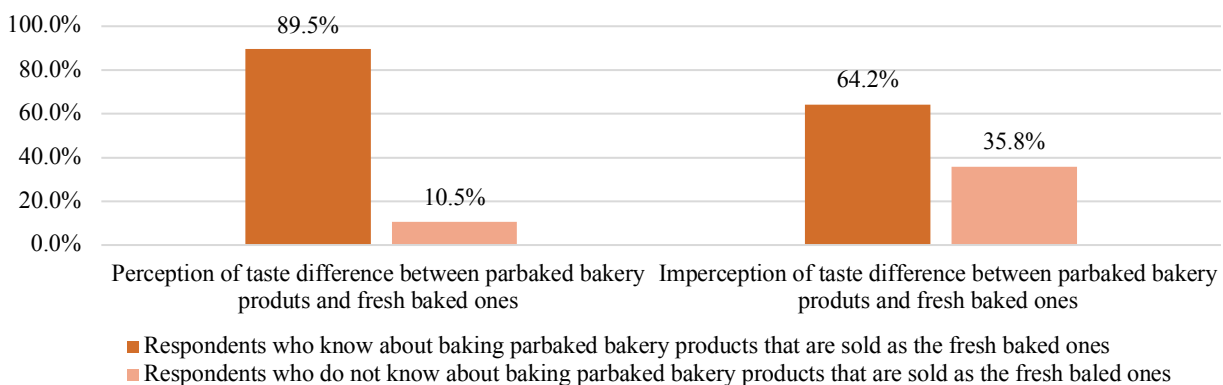 100.0%
80.0%
60.0%
40.0%
20.0%
0.0%
89.5%
10.5%
64.2%
35.8%
Perception of taste difference between parbaked bakery
produts and fresh baked ones
Imperception of taste difference between parbaked bakery
produts and fresh baked ones
Respondents who know about baking parbaked bakery products that are sold as the fresh baked ones
Respondents who do not know about baking parbaked bakery products that are sold as the fresh baled ones